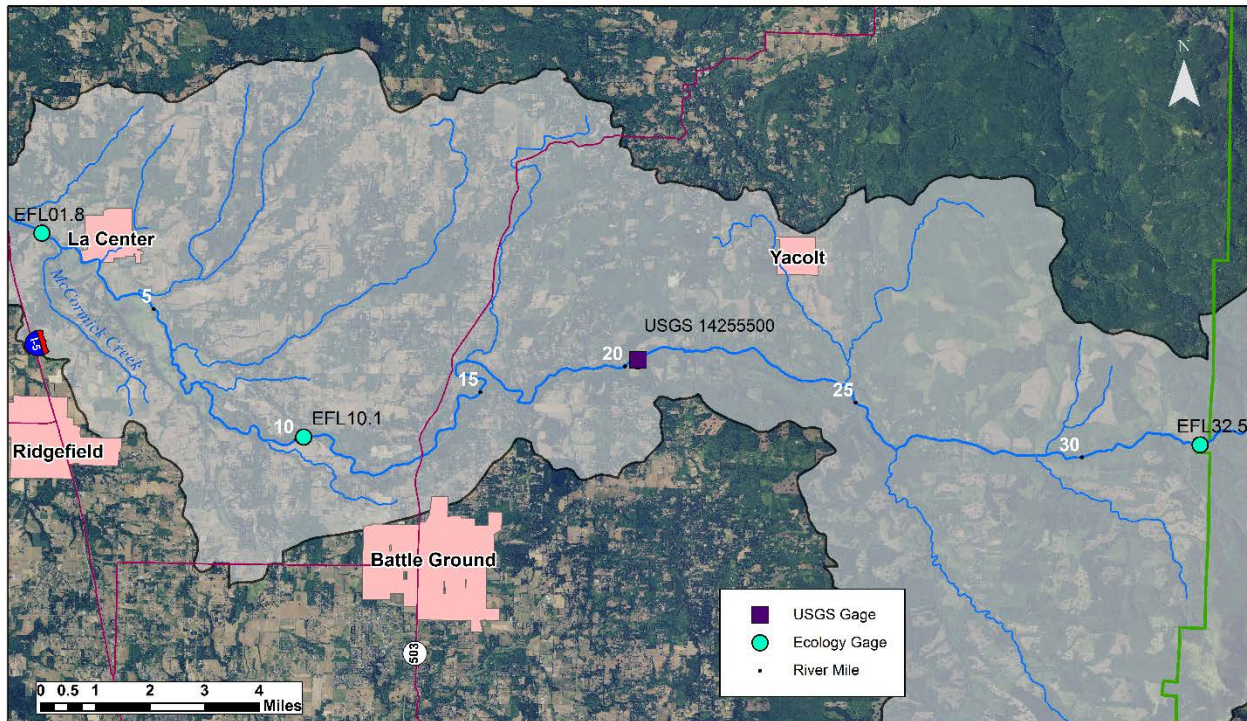 N
EFL01.8
La Center
McCormick Creek
5
Yacolt
USGS 14255500
20
15
25
I-5
10
EFL10.1
EFL32.5
30
Ridgefield
Battle Ground
503
USGS Gage
Ecology Gage
River Mile
0 0.5 1 2 3 4
Miles